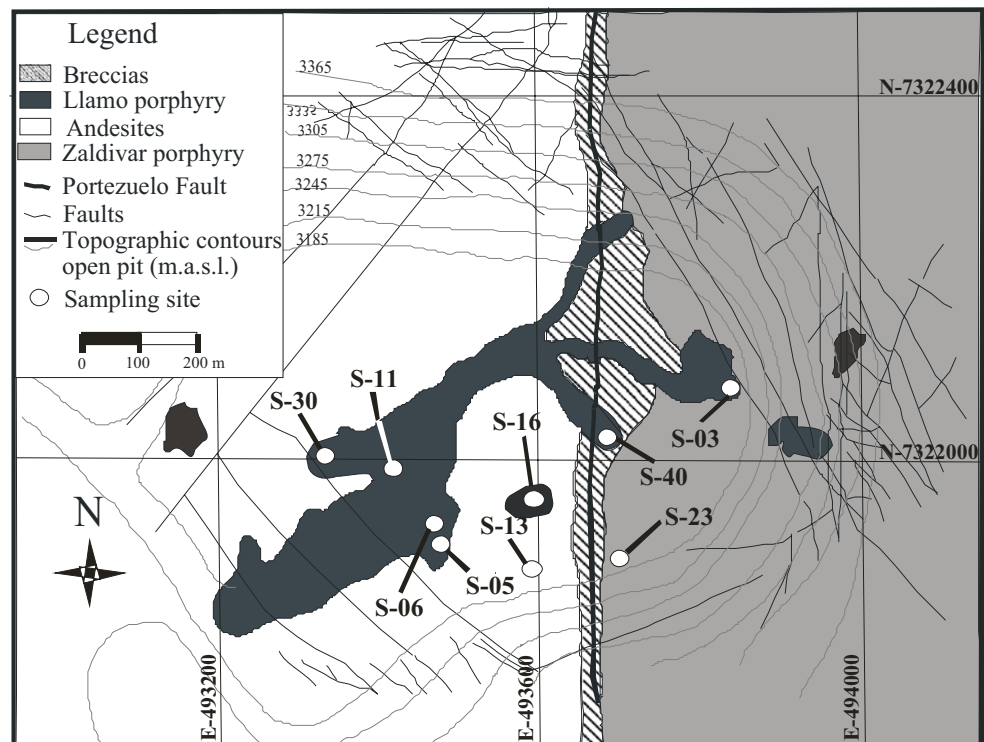 Legend
Breccias
Llamo porphyry
Andesites
Zaldivar porphyry
Portezuelo Fault
Faults
Topographic contours
open pit (m.a.s.l.)
Sampling site
0 100 200 m
3365
3305
3275
3245
3215
3185
N-7322400
N-7322000
S-30
S-11
S-16
S-03
S-40
S-13
S-23
S-05
S-06
N
E-493200
E-493600
E-494000